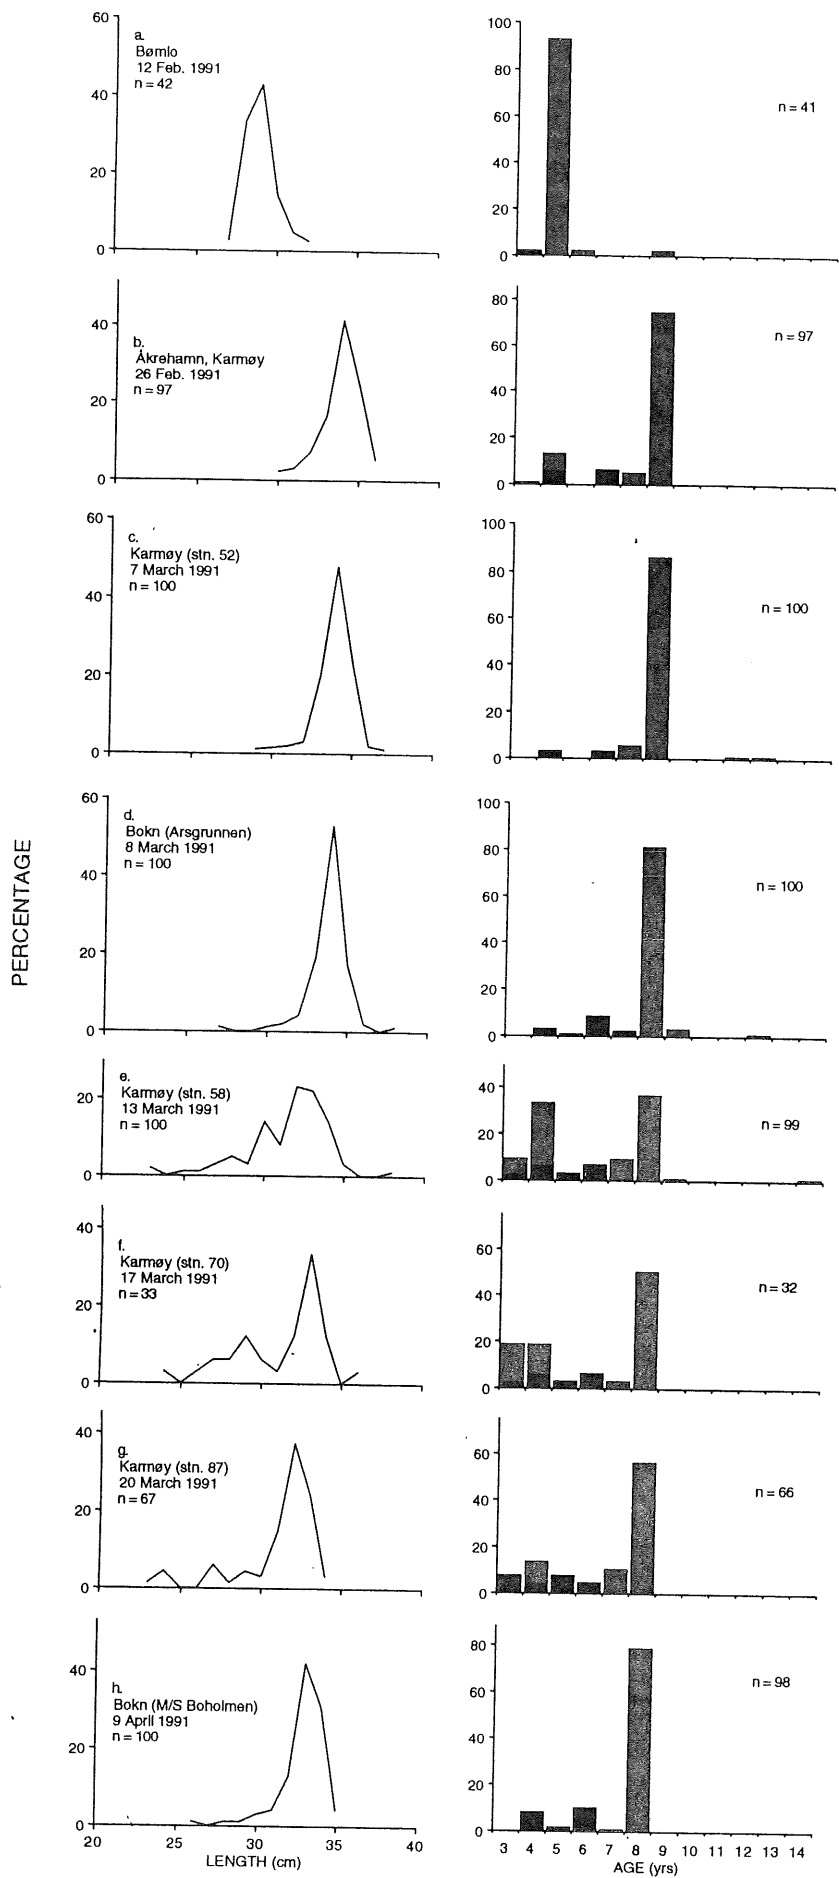 60
40
20
0
a.
Bømlo
12 Feb. 1991
n = 42
100
80
60
40
20
0
n = 41
40
20
0
b.
Åkrehamn, Karmøy
26 Feb. 1991
n = 97
80
60
40
20
0
n = 97
60
40
20
0
c.
Karmøy (stn. 52)
7 March 1991
n = 100
100
80
60
40
20
0
n = 100
60
40
20
0
d.
Bokn (Arsgrunnen)
8 March 1991
n = 100
100
80
60
40
20
0
n = 100
PERCENTAGE
20
0
e.
Karmøy (stn. 58)
13 March 1991
n = 100
40
20
0
n = 99
40
20
0
f.
Karmøy (stn. 70)
17 March 1991
n = 33
60
40
20
0
n = 32
40
20
0
g.
Karmøy (stn. 87)
20 March 1991
n = 67
60
40
20
0
n = 66
40
20
0
h.
Bokn (M/S Boholmen)
9 April 1991
n = 100
20 25 30 35 40
LENGTH (cm)
80
60
40
20
0
n = 98
3 4 5 6 7 8 9 10 11 12 13 14
AGE (yrs)